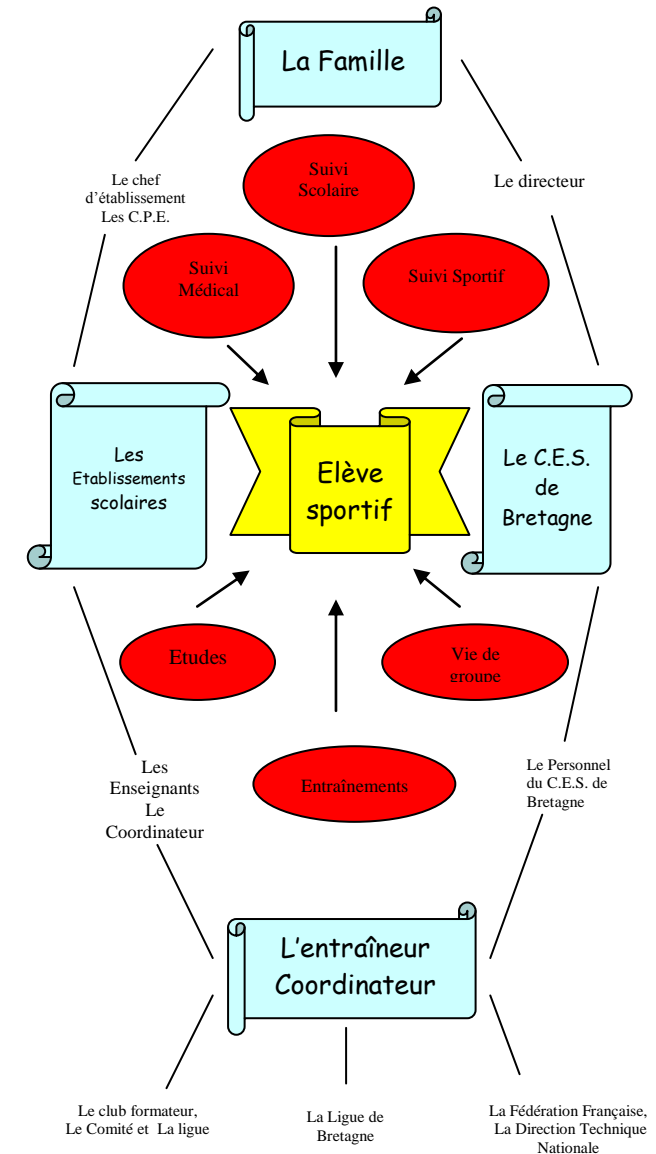 La Famille
Suivi
Scolaire
Le chef
d'établissement
Les C.P.E.
Le directeur
Suivi
Médical
Suivi Sportif
Les
Etablissements
scolaires
Elève
sportif
Le C.E.S.
de
Bretagne
Etudes
Vie de
groupe
Entraînements
Les
Enseignants
Le
Coordinateur
Le Personnel
du C.E.S. de
Bretagne
L'entraîneur
Coordinateur
Le club formateur,
Le Comité et La ligue
La Ligue de
Bretagne
La Fédération Française,
La Direction Technique
Nationale